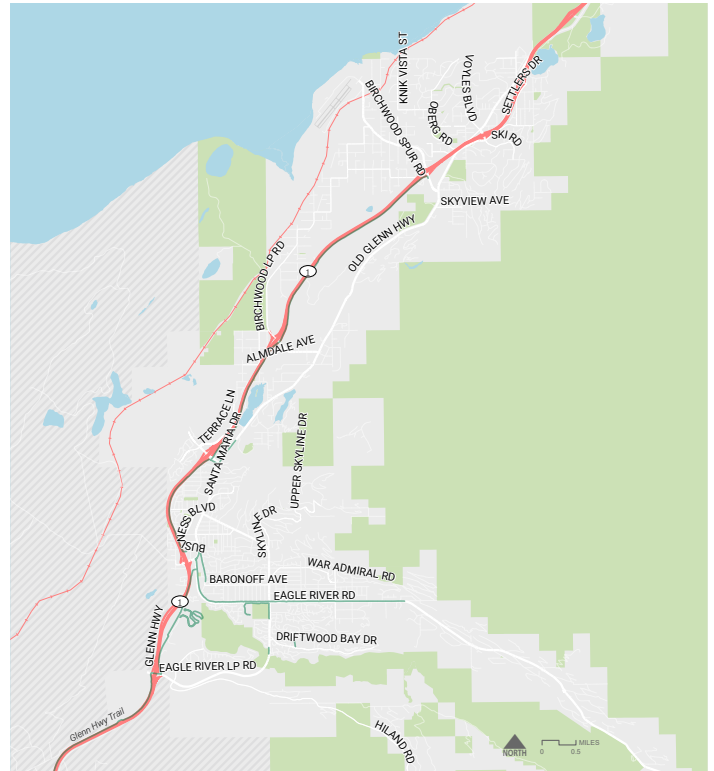 KNIK VISTA ST
VOYLES BLVD
SETTLERS DR
BIRCHWOOD SPUR RD
OBERG RD
SKI RD
SKYVIEW AVE
OLD GLENN HWY
BIRCHWOOD LP RD
1
ALMDALE AVE
TERRACE LN
SANTA MARIA DR
UPPER SKYLINE DR
BUSINESS BLVD
SKYLINE DR
WAR ADMIRAL RD
BARONOFF AVE
EAGLE RIVER RD
1
GLENN HWY
DRIFTWOOD BAY DR
EAGLE RIVER LP RD
Glenn Hwy Trail
HILAND RD
NORTH
MILES
0 0.5